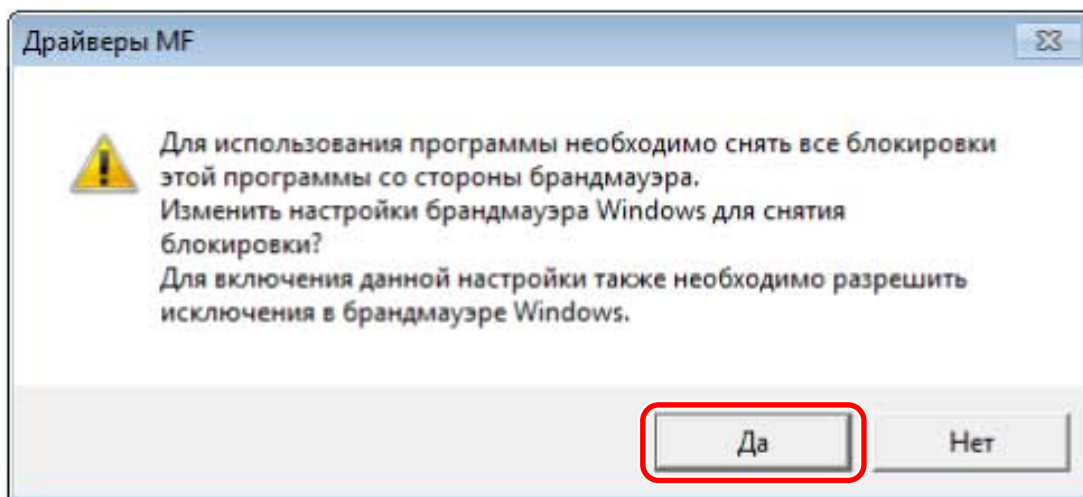 Драйверы MF
Для использования программы необходимо снять все блокировки
этой программы со стороны брандмауэра.
Изменить настройки брандмауэра Windows для снятия
блокировки?
Для включения данной настройки также необходимо разрешить
исключения в брандмауэре Windows.
Да
Нет